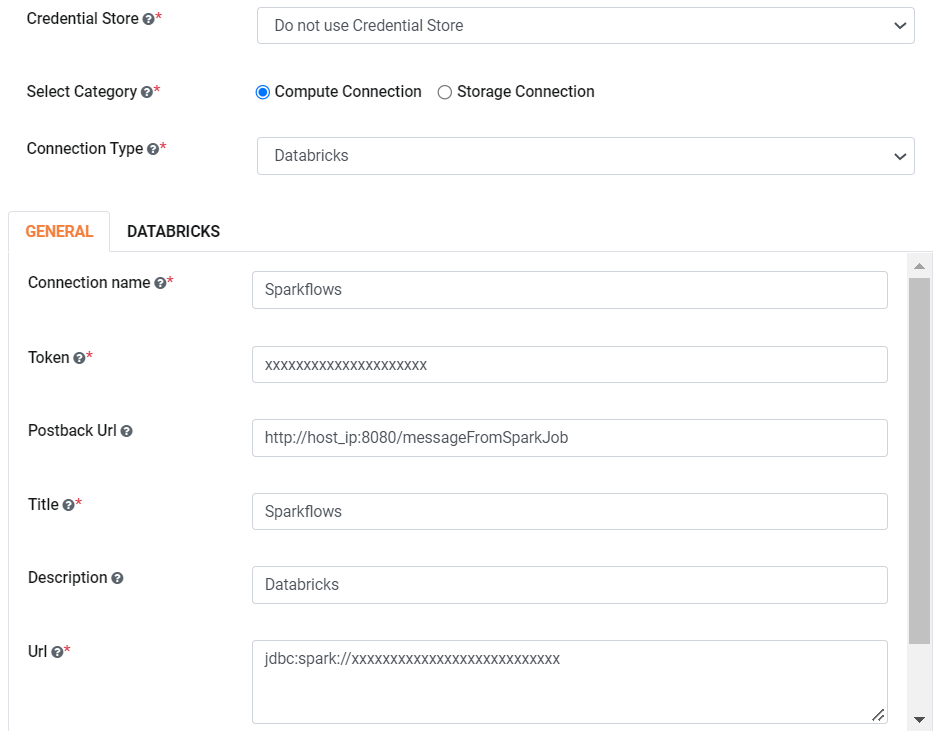 Credential Store ?* Do not use Credential Store
Select Category ?* Compute Connection Storage Connection
Connection Type ?* Databricks
GENERAL DATABRICKS
Connection name ?* Sparkflows
Token ?* xxxxxxxxxxxxxxxxxxxxx
Postback Url ? http://host_ip:8080/messageFromSparkJob
Title ?* Sparkflows
Description ? Databricks
Url ?* jdbc:spark://xxxxxxxxxxxxxxxxxxxxxxxxxxx